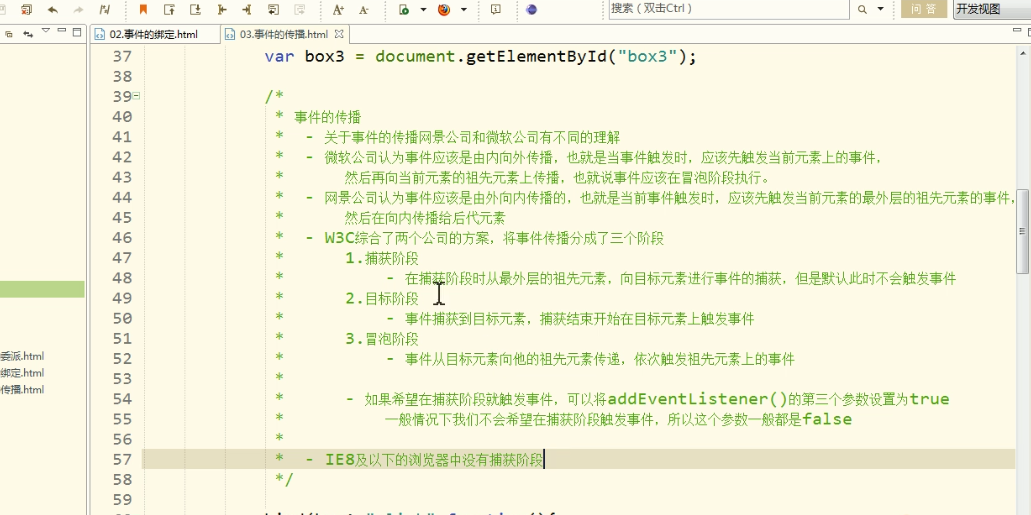 搜索（双击Ctrl）
问答
开发视图
02.事件的绑定.html
03.事件的传播.html
37 var box3 = document.getElementById("box3");
38
39 /*
40 * 事件的传播
41 * - 关于事件的传播网景公司和微软公司有不同的理解
42 * - 微软公司认为事件应该是由内向外传播，也就是当事件触发时，应该先触发当前元素上的事件，
43 * 然后再向当前元素的祖先元素上传播，也就说事件应该在冒泡阶段执行。
44 * - 网景公司认为事件应该是由外向内传播的，也就是当前事件触发时，应该先触发当前元素的最外层的祖先元素的事件，
45 * 然后在向内传播给后代元素
46 * - W3C综合了两个公司的方案，将事件传播分成了三个阶段
47 * 1.捕获阶段
48 * - 在捕获阶段时从最外层的祖先元素，向目标元素进行事件的捕获，但是默认此时不会触发事件
49 * 2.目标阶段
50 * - 事件捕获到目标元素，捕获结束开始在目标元素上触发事件
51 * 3.冒泡阶段
52 * - 事件从目标元素向他的祖先元素传递，依次触发祖先元素上的事件
53 *
54 * - 如果希望在捕获阶段就触发事件，可以将addEventListener()的第三个参数设置为true
55 * 一般情况下我们不会希望在捕获阶段触发事件，所以这个参数一般都是false
56 *
57 * - IE8及以下的浏览器中没有捕获阶段
58 */
59
委派.html
绑定.html
传播.html